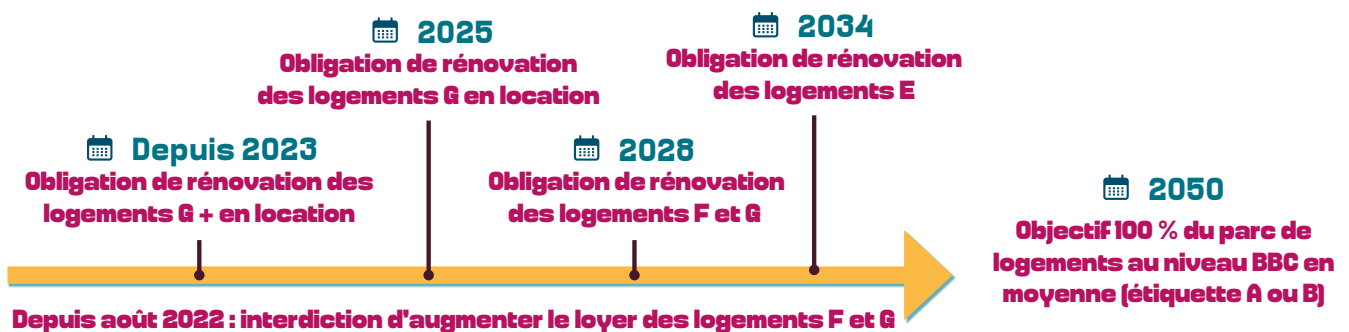 Depuis 2023
Obligation de rénovation des
logements G + en location
2025
Obligation de rénovation
des logements G en location
2028
Obligation de rénovation
des logements F et G
2034
Obligation de rénovation
des logements E
2050
Objectif 100 % du parc de
logements au niveau BBC en
moyenne (étiquette A ou B)
Depuis août 2022 : interdiction d'augmenter le loyer des logements F et G